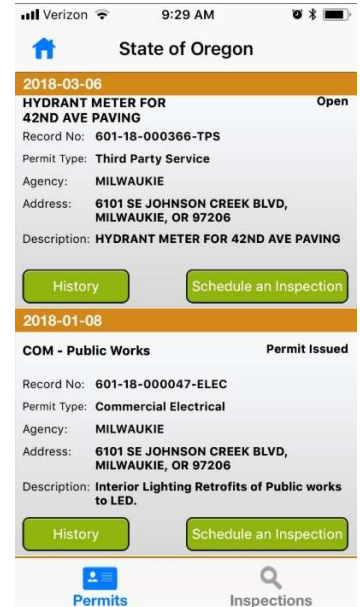 Verizon 9:29 AM
State of Oregon
2018-03-06
HYDRANT METER FOR Open
42ND AVE PAVING
Record No: 601-18-000366-TPS
Permit Type: Third Party Service
Agency: MILWAUKIE
Address: 6101 SE JOHNSON CREEK BLVD,
MILWAUKIE, OR 97206
Description: HYDRANT METER FOR 42ND AVE PAVING
History Schedule an Inspection
2018-01-08
COM - Public Works Permit Issued
Record No: 601-18-000047-ELEC
Permit Type: Commercial Electrical
Agency: MILWAUKIE
Address: 6101 SE JOHNSON CREEK BLVD,
MILWAUKIE, OR 97206
Description: Interior Lighting Retrofits of Public works
to LED.
History Schedule an Inspection
Permits Inspections